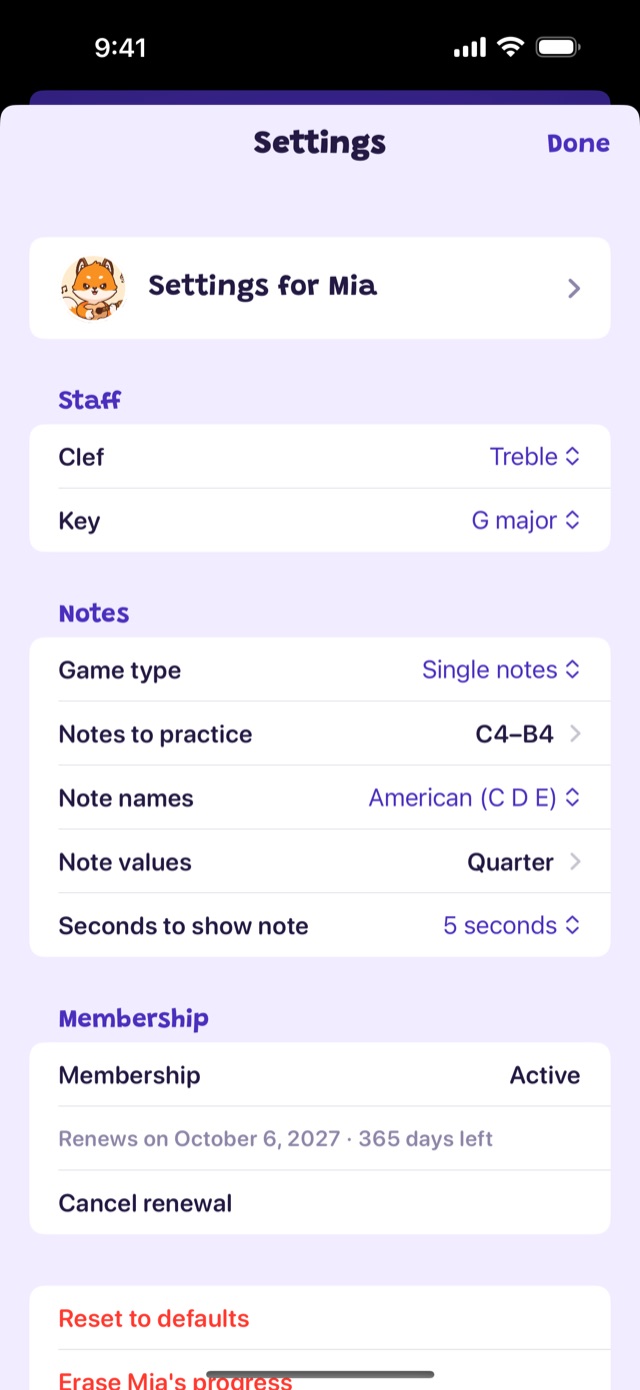 9:41
Settings
Done
Settings for Mia
Staff
Clef Treble
Key G major
Notes
Game type Single notes
Notes to practice C4–B4
Note names American (C D E)
Note values Quarter
Seconds to show note 5 seconds
Membership
Membership Active
Renews on October 6, 2027 · 365 days left
Cancel renewal
Reset to defaults
Erase Mia's progress